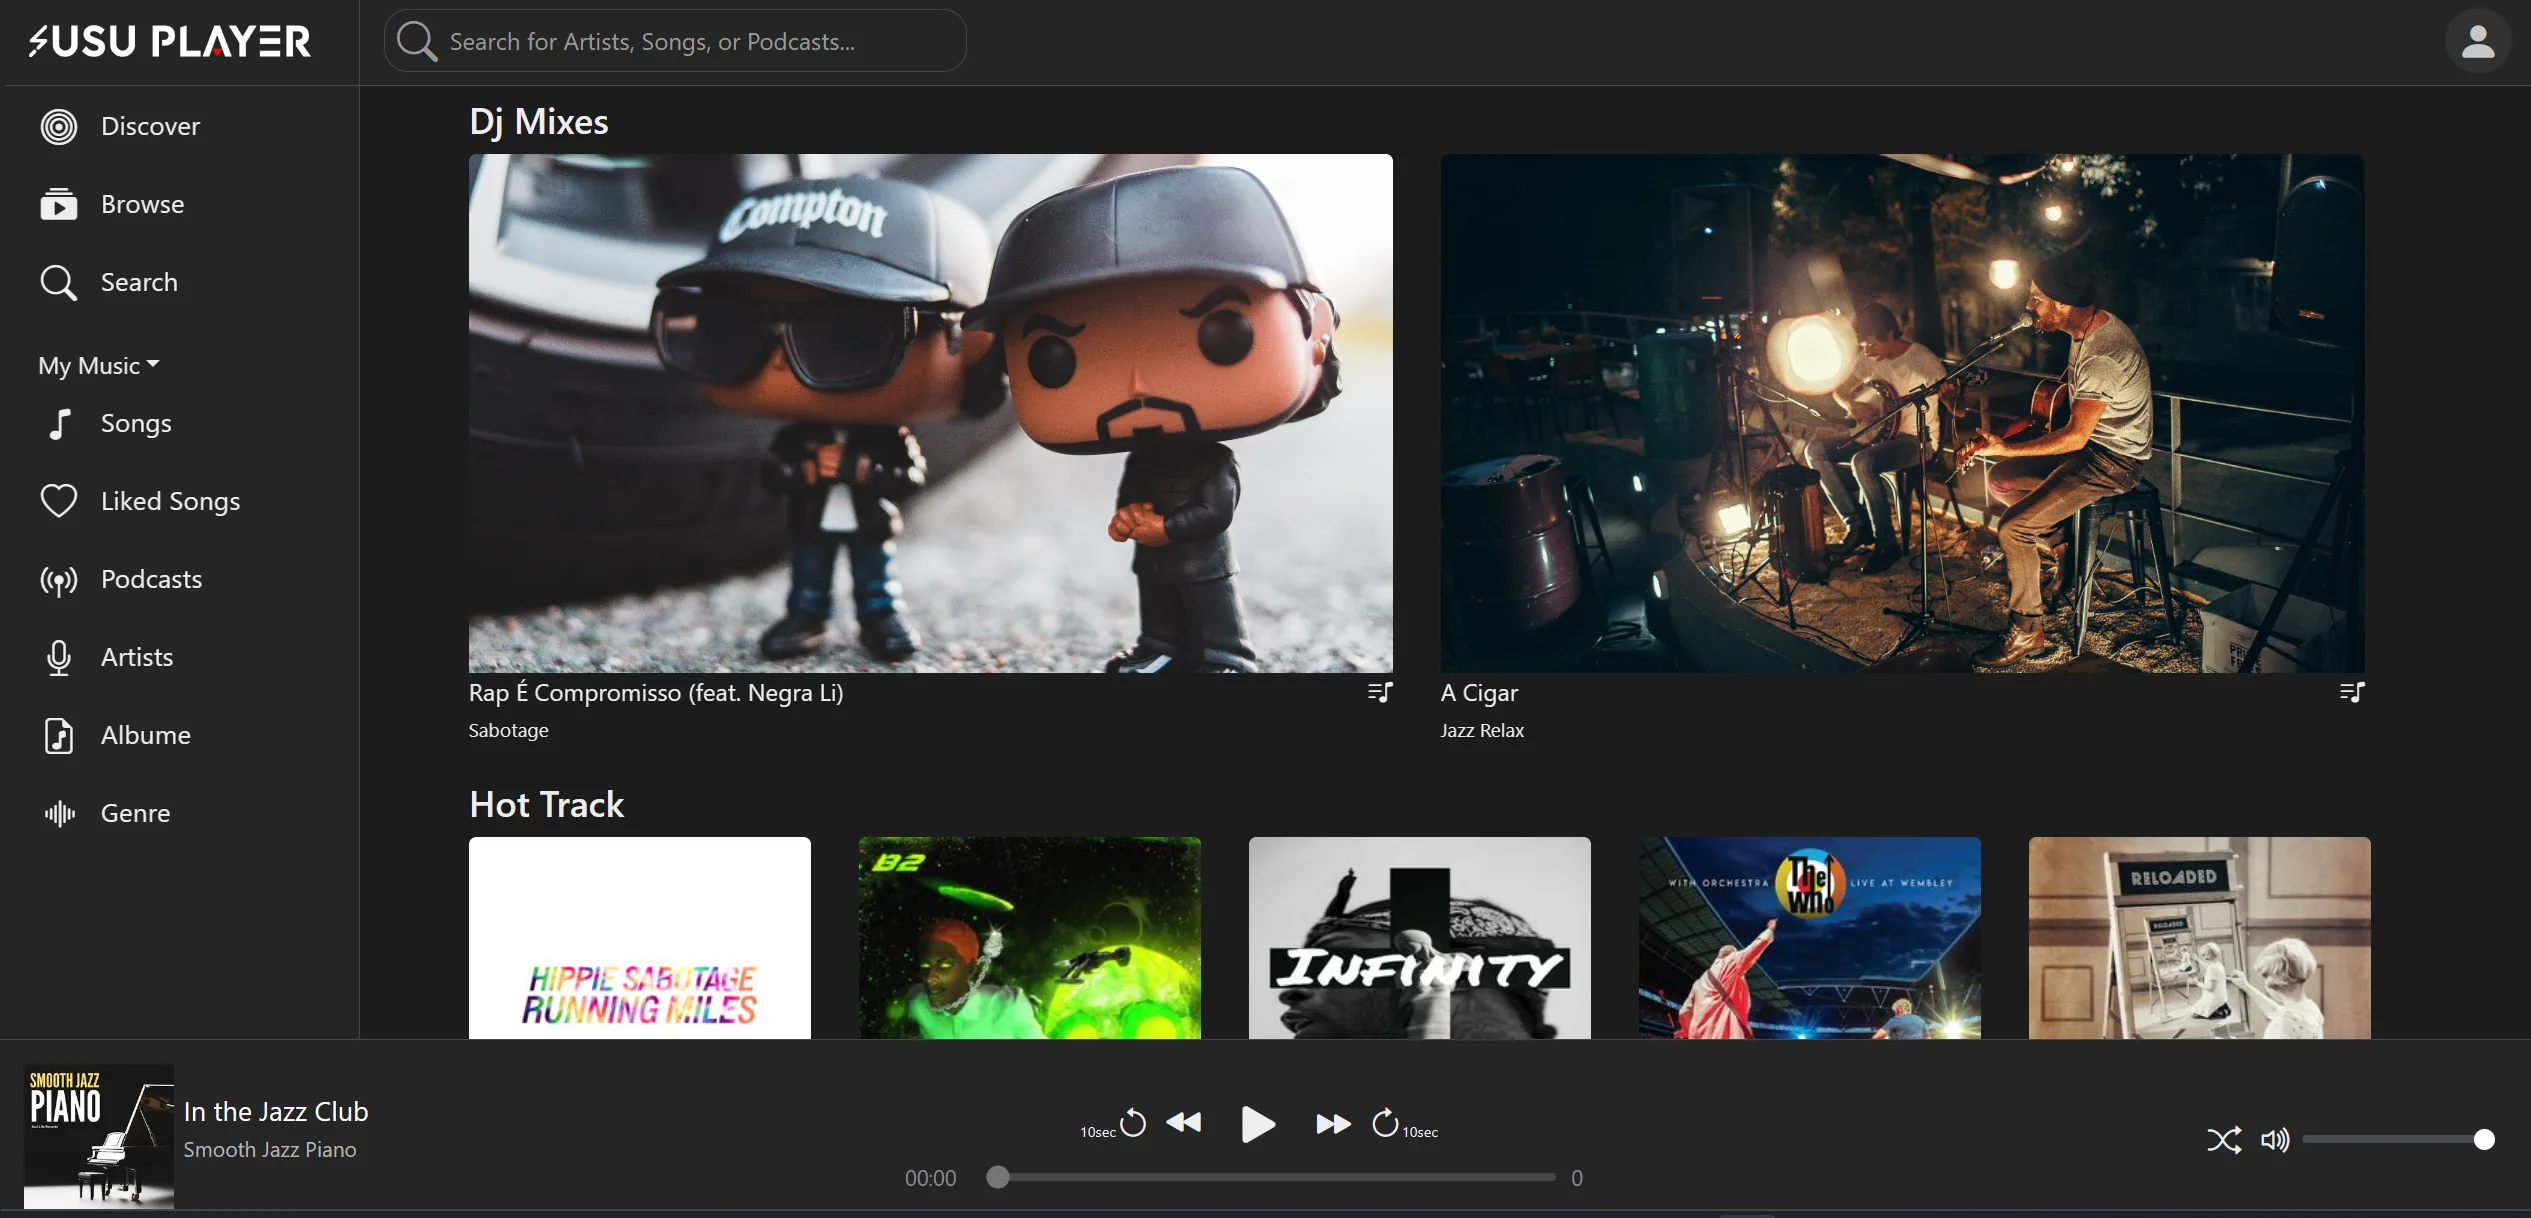 SUSU PLAYER
Search for Artists, Songs, or Podcasts...
Discover
Browse
Search
My Music
Songs
Liked Songs
Podcasts
Artists
Albume
Genre
Dj Mixes
Compton
Rap É Compromisso (feat. Negra Li)
Sabotage
A Cigar
Jazz Relax
Hot Track
HIPPIE SABOTAGE
RUNNING MILES
B2
INFINITY
WITH ORCHESTRA The Who LIVE AT WEMBLEY
RELOADED
RELOADED
SMOOTH JAZZ
PIANO
In the Jazz Club
Smooth Jazz Piano
10sec
10sec
00:00
0